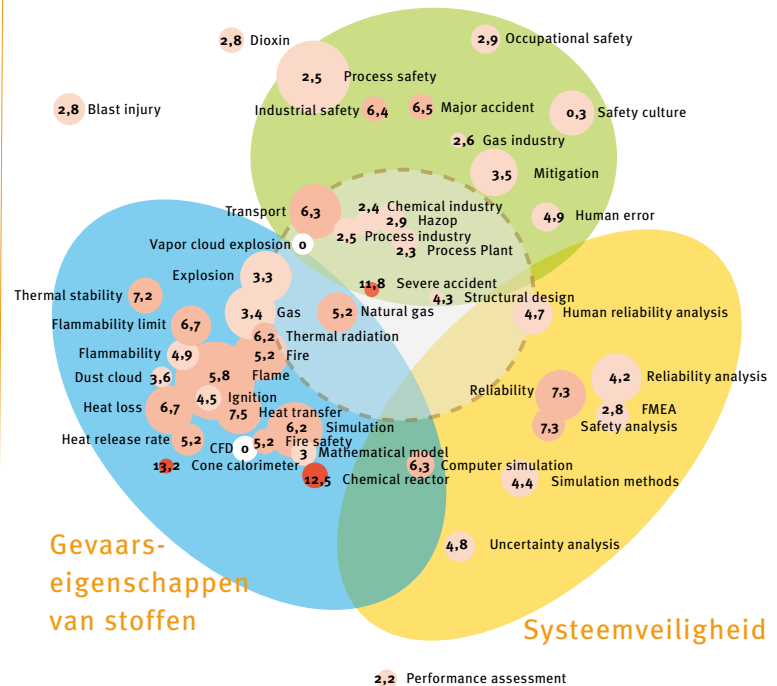 2,8 Dioxin
2,9 Occupational safety
2,5 Process safety
2,8 Blast injury
Industrial safety 6,4
6,5 Major accident
0,3 Safety culture
2,6 Gas industry
3,5 Mitigation
Transport 6,3
2,4 Chemical industry
2,9 Hazop
4,9 Human error
2,5 Process industry
Vapor cloud explosion 0
2,3 Process Plant
Explosion 3,3
11,8 Severe accident
Thermal stability 7,2
4,3 Structural design
3,4 Gas
5,2 Natural gas
4,7 Human reliability analysis
Flammability limit 6,7
6,2 Thermal radiation
Flammability 4,9
5,2 Fire
Dust cloud 3,6
5,8 Flame
Reliability 7,3
4,2 Reliability analysis
4,5 Ignition
Heat loss 6,7
7,5 Heat transfer
2,8 FMEA
6,2 Simulation
7,3 Safety analysis
Heat release rate 5,2
CFD 0
5,2 Fire safety
3 Mathematical model
13,2 Cone calorimeter
6,3 Computer simulation
12,5 Chemical reactor
4,4 Simulation methods
Gevaars-
eigenschappen
van stoffen
4,8 Uncertainty analysis
Systeemveiligheid
2,2 Performance assessment